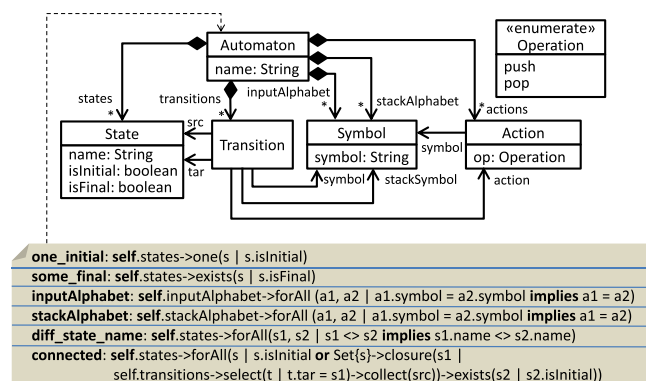 Automaton
name: String
«enumerate»
Operation
push
pop
states
*
transitions
*
inputAlphabet
*
*
stackAlphabet
* actions
State
name: String
isInitial: boolean
isFinal: boolean
src
tar
Transition
Symbol
symbol: String
symbol
Action
op: Operation
symbol
stackSymbol
action
one_initial: self.states->one(s | s.isInitial)
some_final: self.states->exists(s | s.isFinal)
inputAlphabet: self.inputAlphabet->forAll (a1, a2 | a1.symbol = a2.symbol implies a1 = a2)
stackAlphabet: self.stackAlphabet->forAll (a1, a2 | a1.symbol = a2.symbol implies a1 = a2)
diff_state_name: self.states->forAll(s1, s2 | s1 <> s2 implies s1.name <> s2.name)
connected: self.states->forAll(s | s.isInitial or Set{s}->closure(s1 |
self.transitions->select(t | t.tar = s1)->collect(src))->exists(s2 | s2.isInitial))